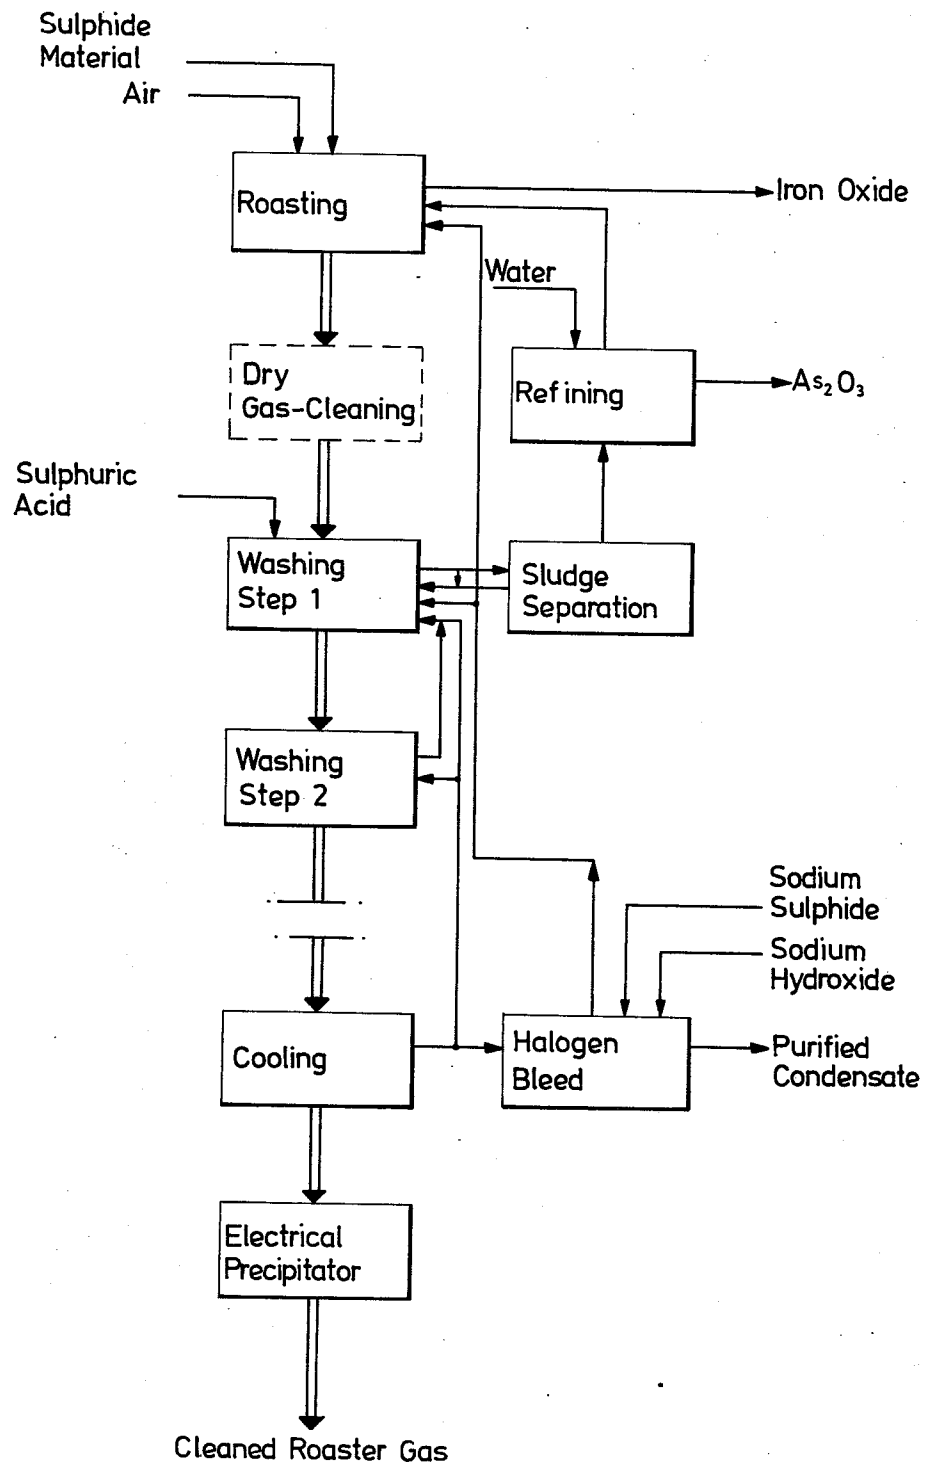 Sulphide
Material
Air
Roasting
Iron Oxide
Water
Dry
Gas-Cleaning
Refining
As₂O₃
Sulphuric
Acid
Washing
Step 1
Sludge
Separation
Washing
Step 2
Sodium
Sulphide
Sodium
Hydroxide
Cooling
Halogen
Bleed
Purified
Condensate
Electrical
Precipitator
Cleaned Roaster Gas